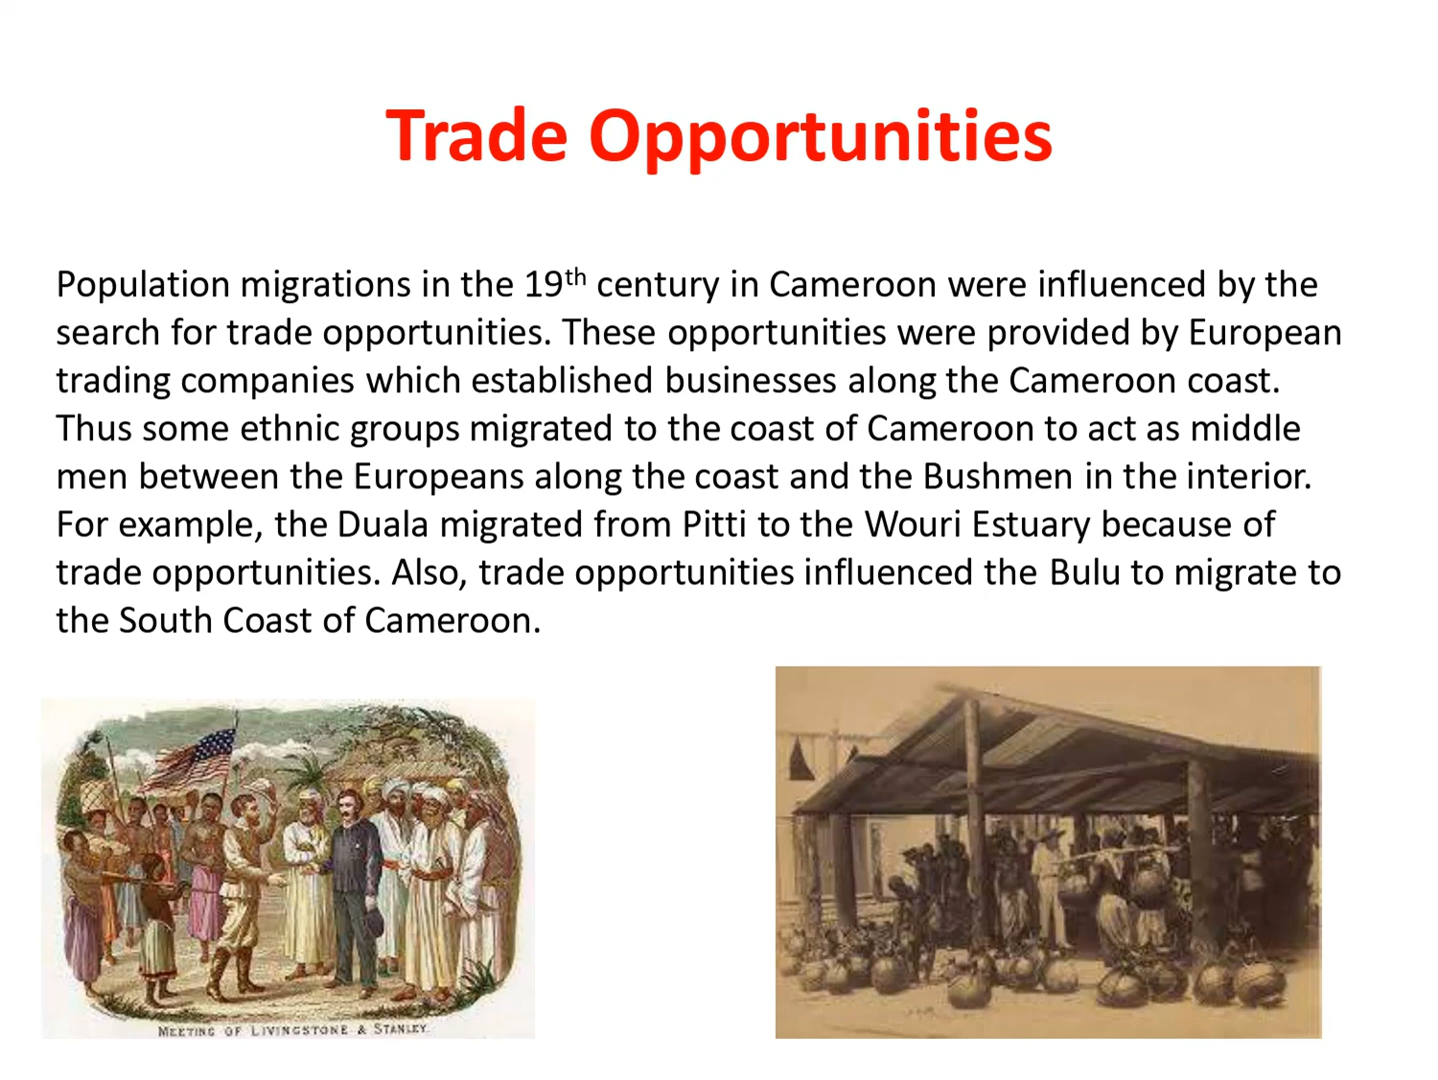 Trade Opportunities
Population migrations in the 19th century in Cameroon were influenced by the
search for trade opportunities. These opportunities were provided by European
trading companies which established businesses along the Cameroon coast.
Thus some ethnic groups migrated to the coast of Cameroon to act as middle
men between the Europeans along the coast and the Bushmen in the interior.
For example, the Duala migrated from Pitti to the Wouri Estuary because of
trade opportunities. Also, trade opportunities influenced the Bulu to migrate to
the South Coast of Cameroon.
MEETING OF LIVINGSTONE & STANLEY.